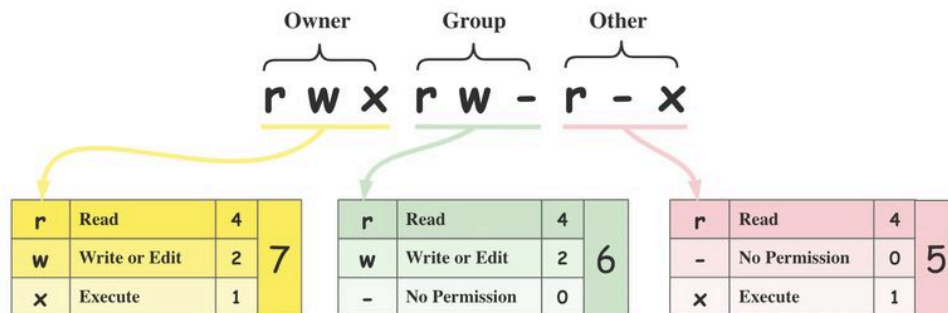 Owner Group Other
r w x r w - r - x
r Read 4
w Write or Edit 2
x Execute 1
7
r Read 4
w Write or Edit 2
- No Permission 0
6
r Read 4
- No Permission 0
x Execute 1
5